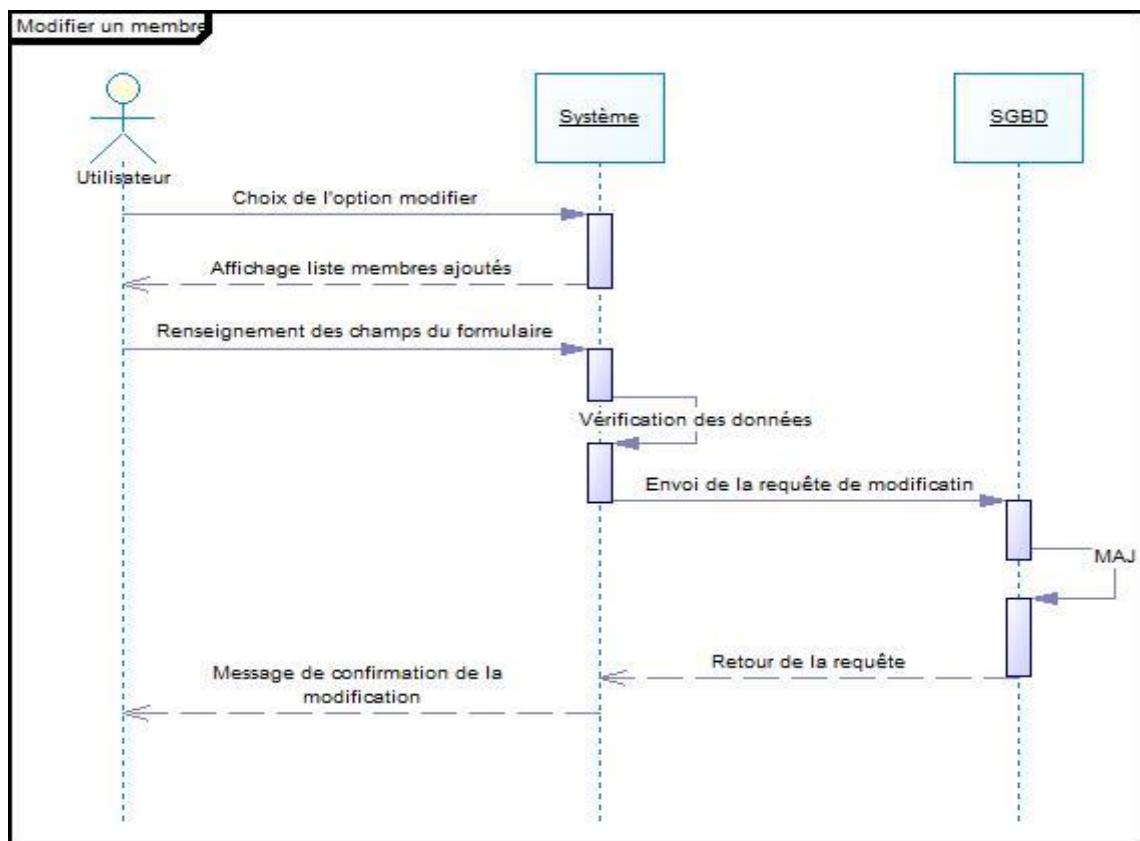 Modifier un membre
Système
SGBD
Utilisateur
Choix de l'option modifier
Affichage liste membres ajoutés
Renseignement des champs du formulaire
Vérification des données
Envoi de la requête de modificatin
MAJ
Retour de la requête
Message de confirmation de la
modification